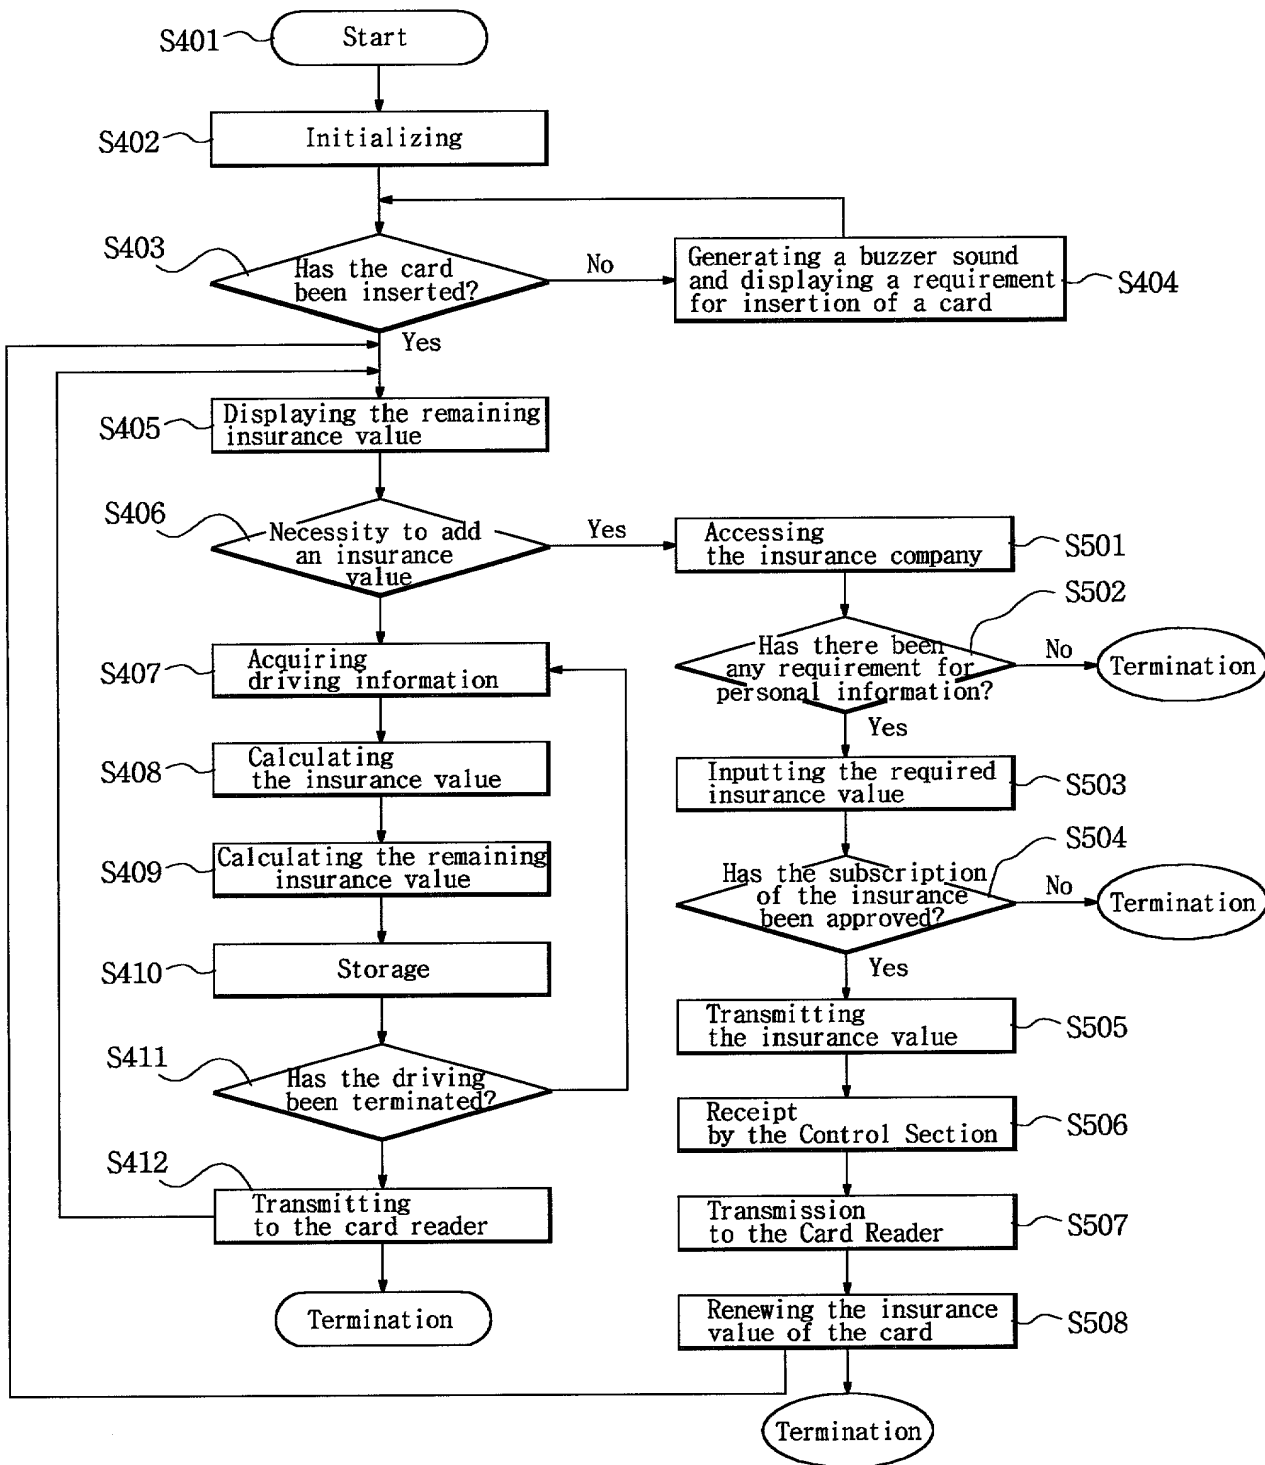 S401
Start
S402
Initializing
S403
Has the card
been inserted?
No
Generating a buzzer sound
and displaying a requirement
for insertion of a card
S404
Yes
S405
Displaying the remaining
insurance value
S406
Necessity to add
an insurance
value
Yes
Accessing
the insurance company
S501
S502
Has there been
any requirement for
personal information?
No
Termination
Yes
S407
Acquiring
driving information
S408
Calculating
the insurance value
Inputting the required
insurance value
S503
S409
Calculating the remaining
insurance value
S504
Has the subscription
of the insurance
been approved?
No
Termination
Yes
S410
Storage
Transmitting
the insurance value
S505
S411
Has the driving
been terminated?
Receipt
by the Control Section
S506
S412
Transmitting
to the card reader
Transmission
to the Card Reader
S507
Termination
Renewing the insurance
value of the card
S508
Termination